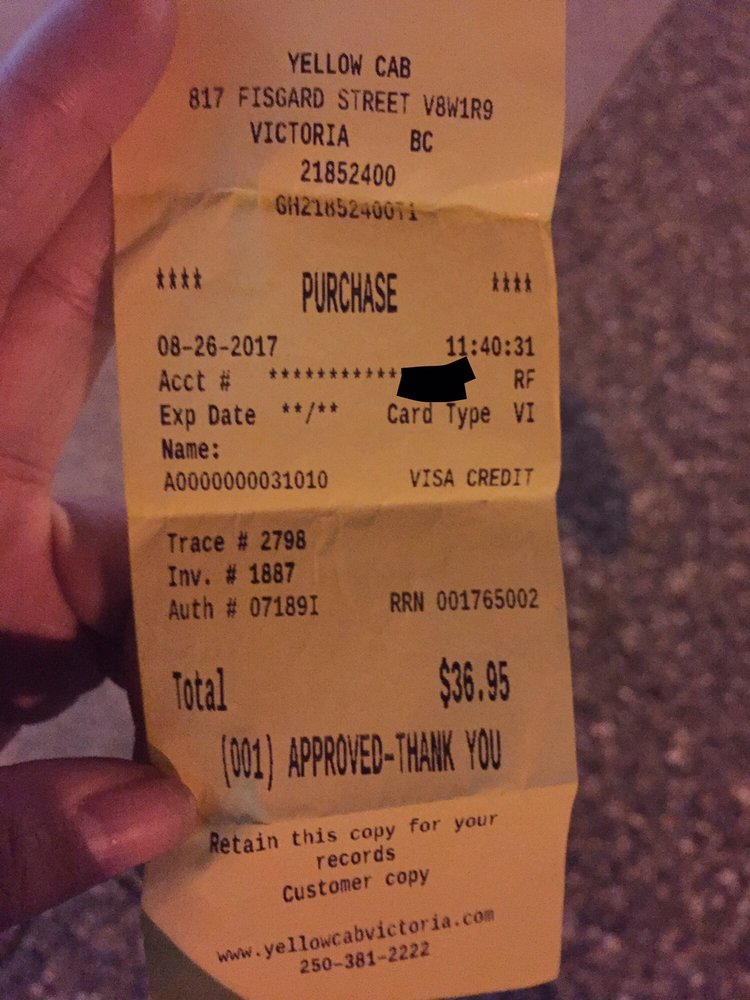 YELLOW CAB
817 FISGARD STREET V8W1R9
VICTORIA BC
21852400
GH21852400T1
**** PURCHASE ****
08-26-2017 11:40:31
Acct # *********** RF
Exp Date **/** Card Type VI
Name:
A0000000031010 VISA CREDIT
Trace # 2798
Inv. # 1887
Auth # 07189I RRN 001765002
Total $36.95
(001) APPROVED-THANK YOU
Retain this copy for your
records
Customer copy
www.yellowcabvictoria.com
250-381-2222